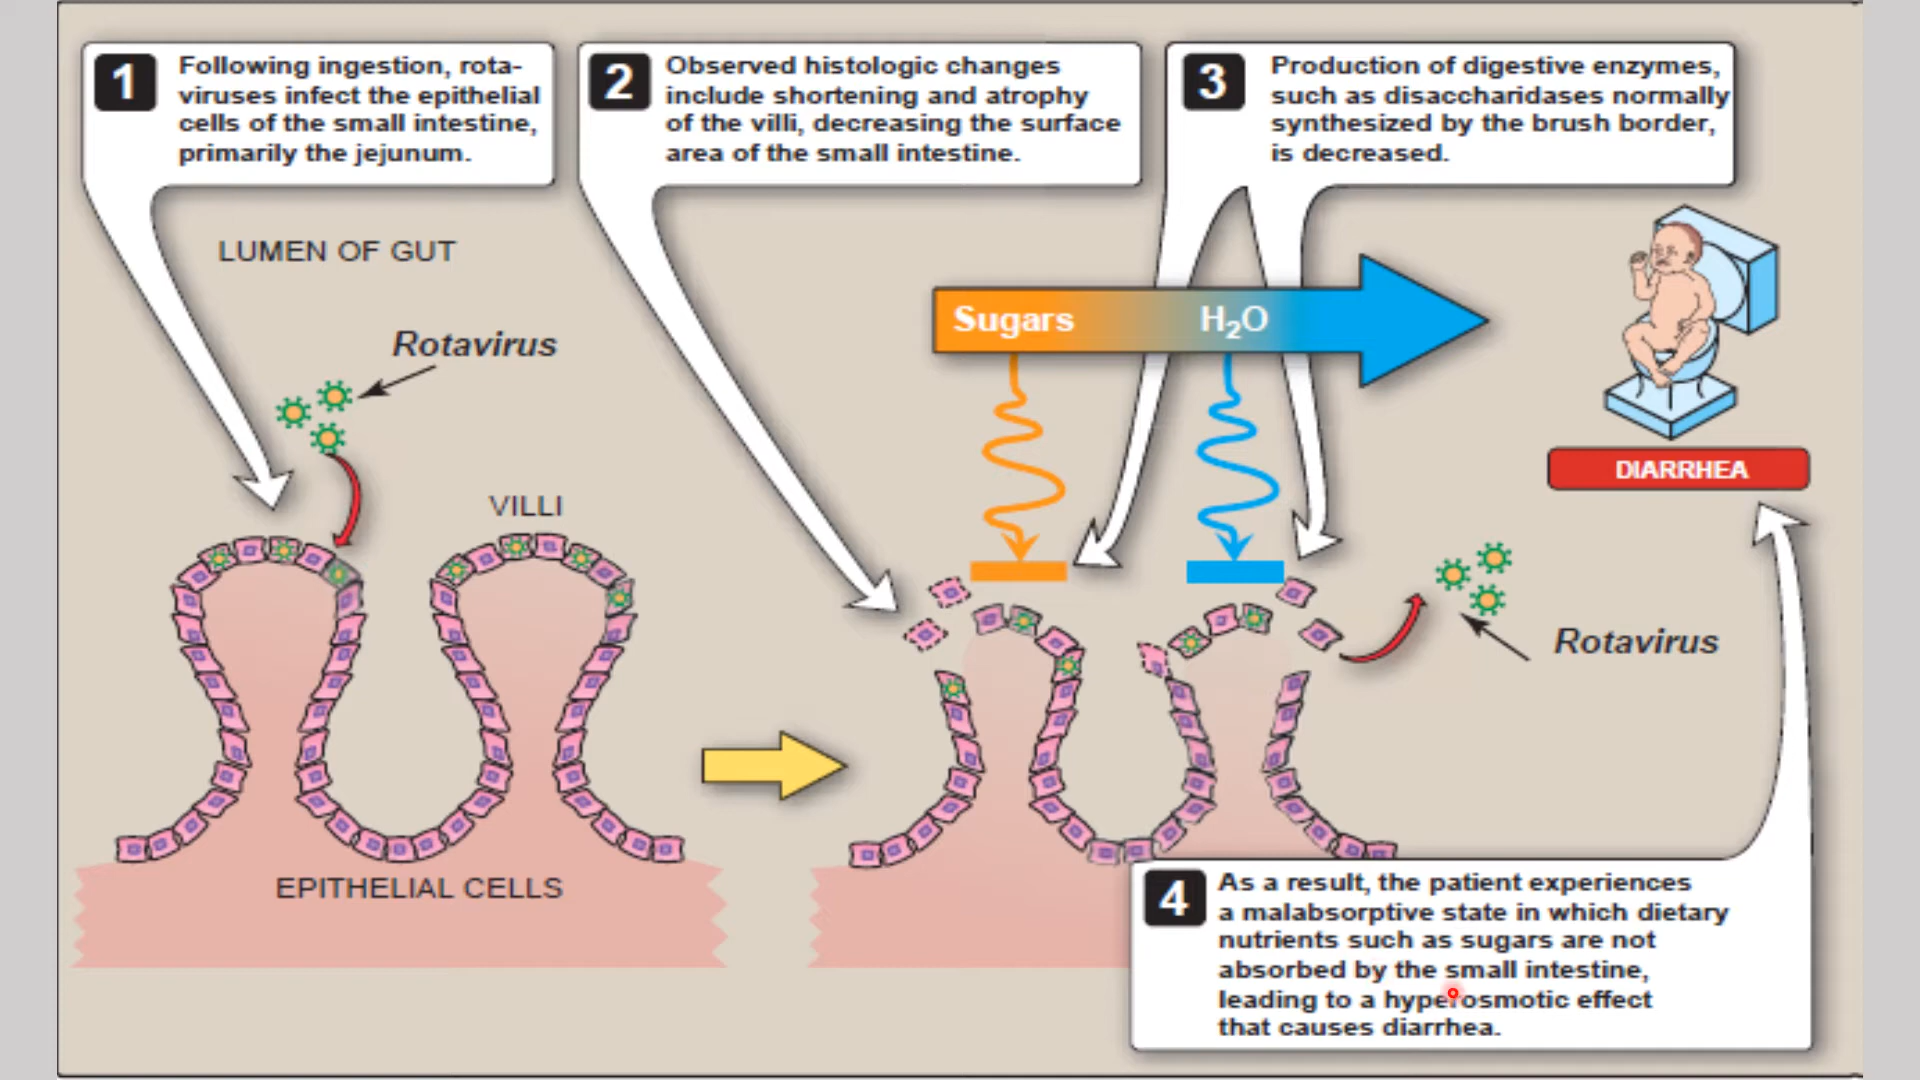 1
Following ingestion, rota-
viruses infect the epithelial
cells of the small intestine,
primarily the jejunum.
2
Observed histologic changes
include shortening and atrophy
of the villi, decreasing the surface
area of the small intestine.
3
Production of digestive enzymes,
such as disaccharidases normally
synthesized by the brush border,
is decreased.
LUMEN OF GUT
Rotavirus
VILLI
EPITHELIAL CELLS
Sugars
H₂O
DIARRHEA
Rotavirus
4
As a result, the patient experiences
a malabsorptive state in which dietary
nutrients such as sugars are not
absorbed by the small intestine,
leading to a hyperosmotic effect
that causes diarrhea.